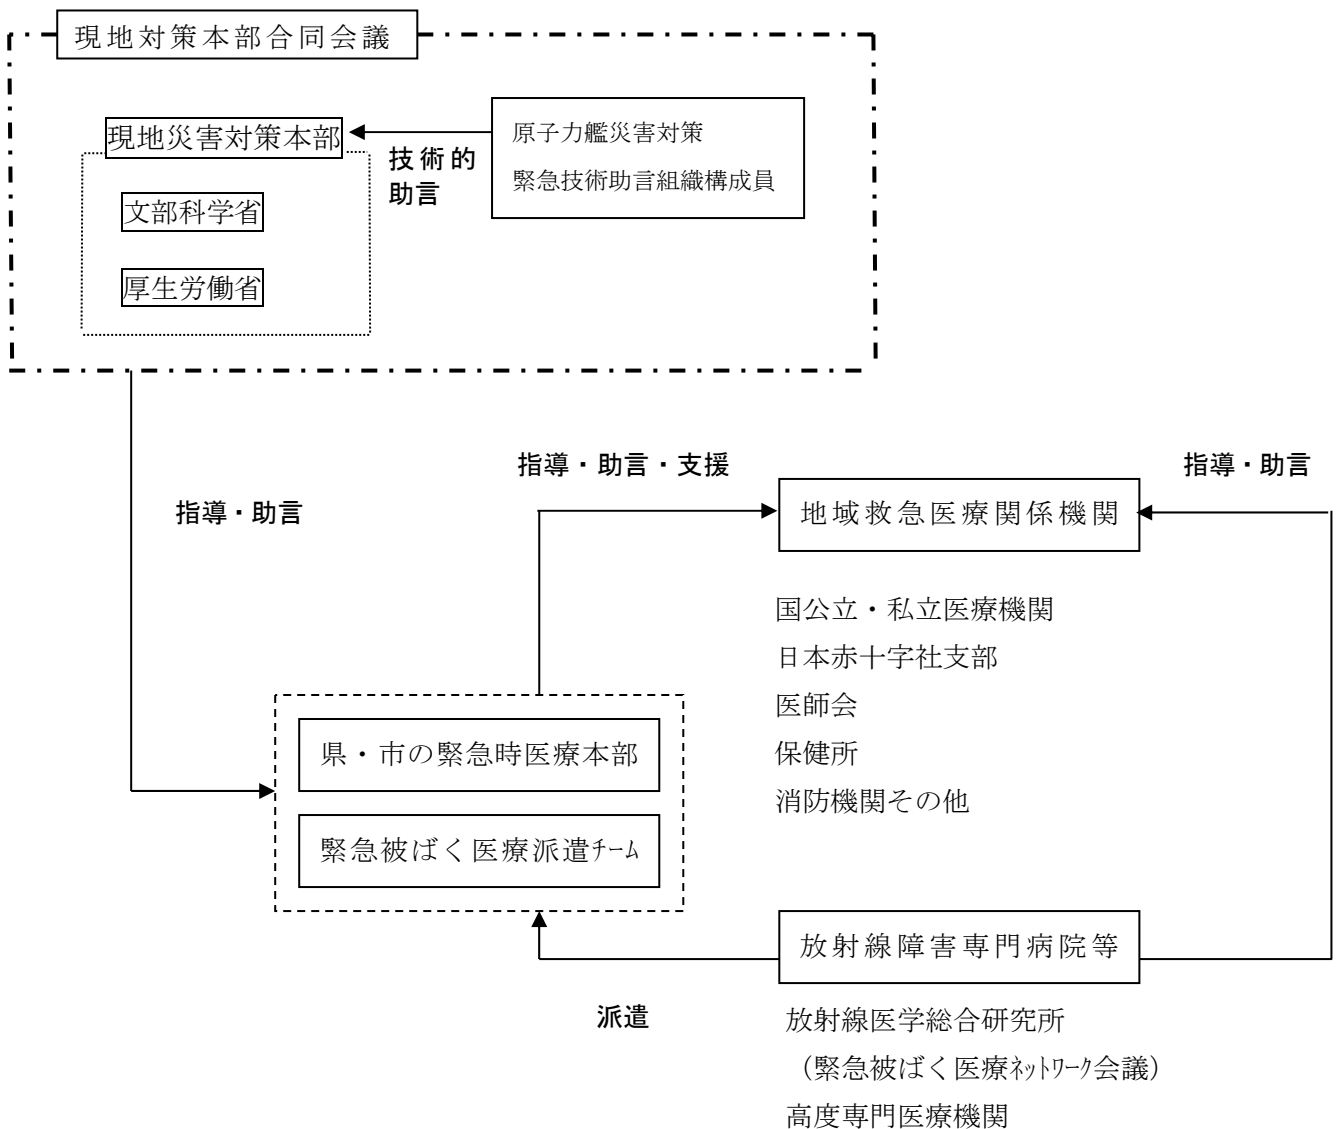 現地対策本部合同会議
現地災害対策本部
文部科学省
厚生労働省
技術的
助言
原子力艦災害対策
緊急技術助言組織構成員
指導・助言
指導・助言・支援
指導・助言
地域救急医療関係機関
国公立・私立医療機関
日本赤十字社支部
医師会
保健所
消防機関その他
県・市の緊急時医療本部
緊急被ばく医療派遣ﾁｰﾑ
派遣
放射線障害専門病院等
放射線医学総合研究所
（緊急被ばく医療ﾈｯﾄﾜｰｸ会議）
高度専門医療機関